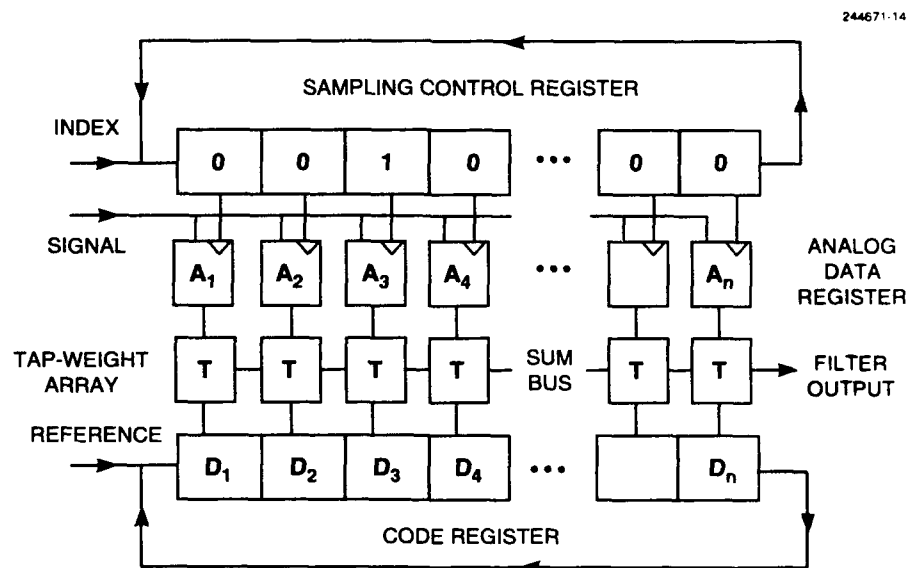 244671-14
SAMPLING CONTROL REGISTER
INDEX
0 0 1 0 ••• 0 0
SIGNAL
A₁ A₂ A₃ A₄ ••• Aₙ
ANALOG
DATA
REGISTER
TAP-WEIGHT
ARRAY
T T T T
SUM
BUS
T T
FILTER
OUTPUT
REFERENCE
D₁ D₂ D₃ D₄ ••• Dₙ
CODE REGISTER